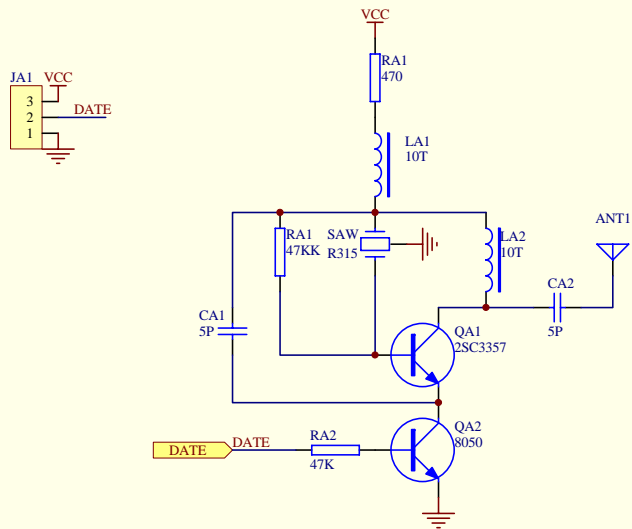 VCC
RA1
470
JA1
VCC
3
2
DATE
1
LA1
10T
RA1
47KK
SAW
R315
LA2
10T
ANT1
CA2
5P
CA1
5P
QA1
2SC3357
QA2
8050
DATE
DATE
RA2
47K